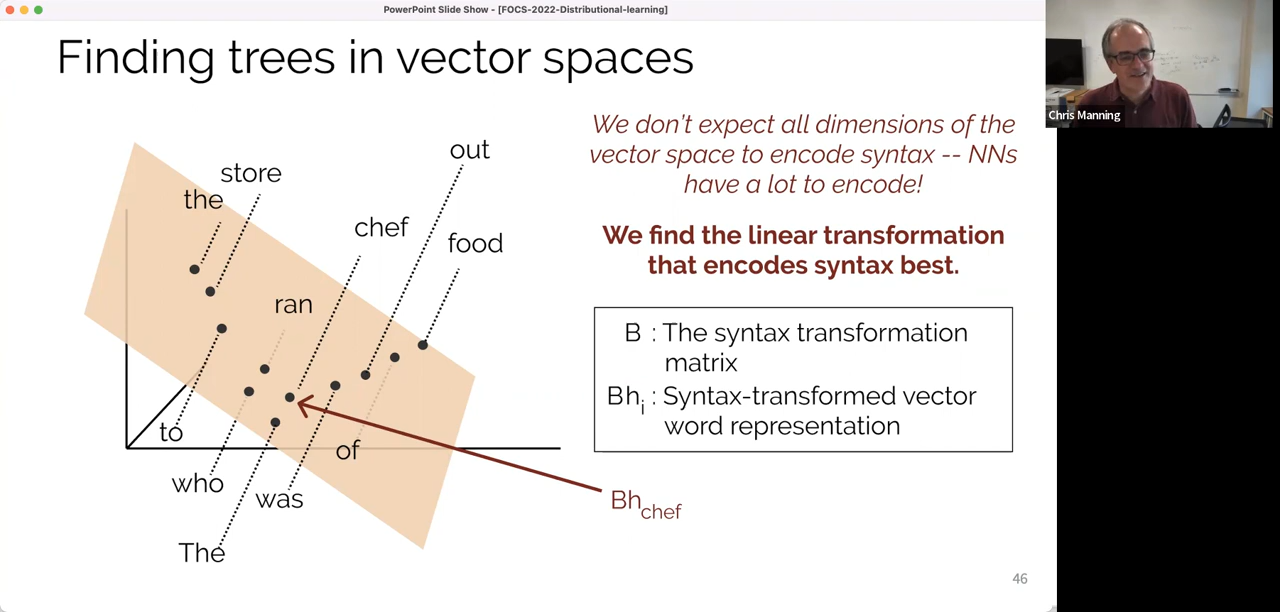 PowerPoint Slide Show - [FOCS-2022-Distributional-learning]
Finding trees in vector spaces
Chris Manning
We don't expect all dimensions of the
vector space to encode syntax -- NNs
have a lot to encode!
We find the linear transformation
that encodes syntax best.
B : The syntax transformation
matrix
Bhi : Syntax-transformed vector
word representation
out
store
the
chef
food
ran
to
of
who
was
The
Bhchef
46